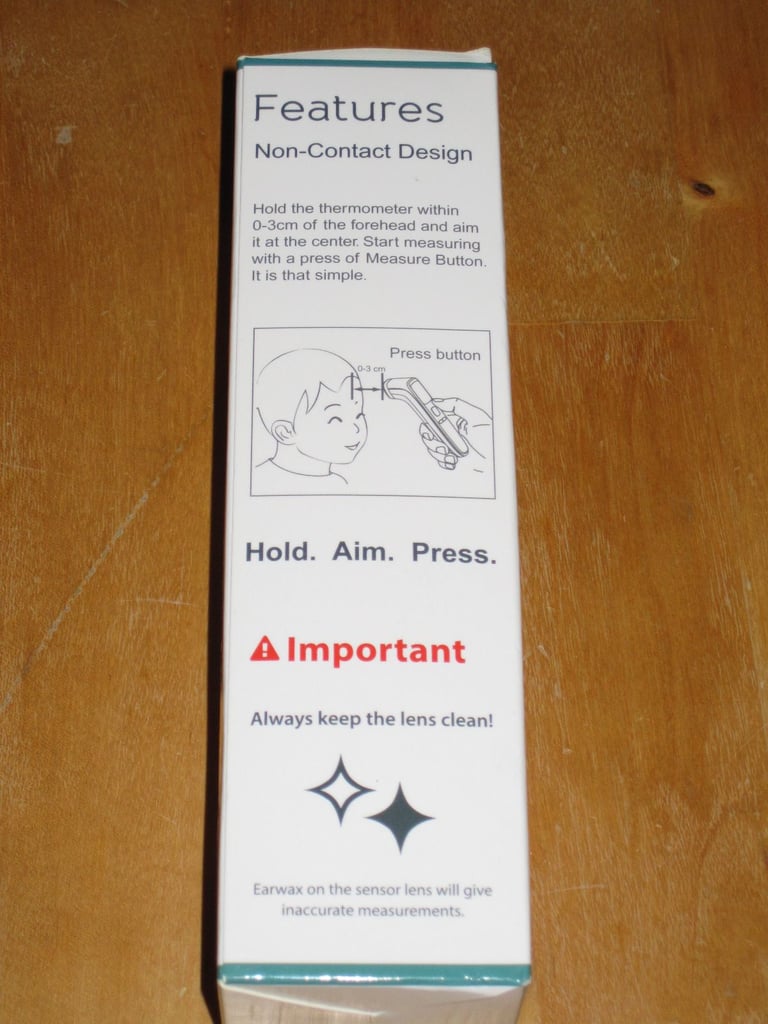 Features
Non-Contact Design
Hold the thermometer within
0-3cm of the forehead and aim
it at the center. Start measuring
with a press of Measure Button.
It is that simple.
Press button
0-3 cm
Hold. Aim. Press.
Important
Always keep the lens clean!
Earwax on the sensor lens will give
inaccurate measurements.